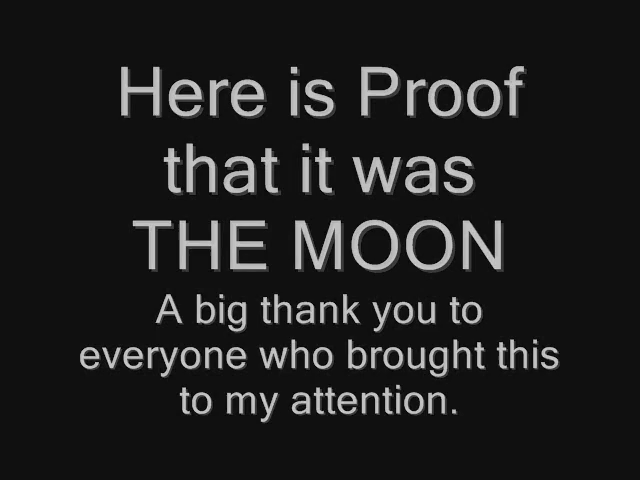 Here is Proof
that it was
THE MOON
A big thank you to
everyone who brought this
to my attention.